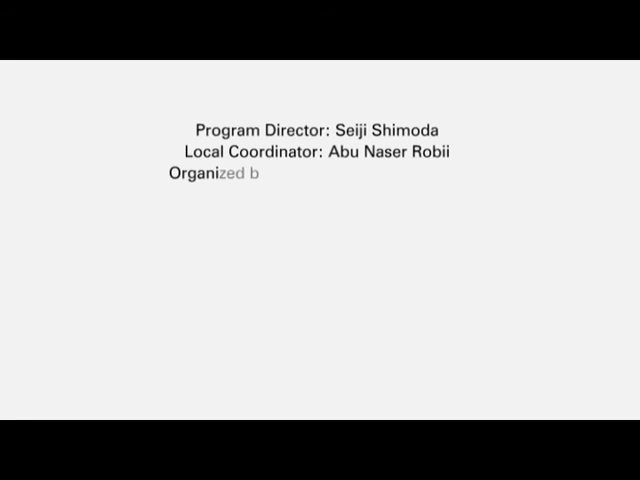 Program Director: Seiji Shimoda
Local Coordinator: Abu Naser Robii
Organized b